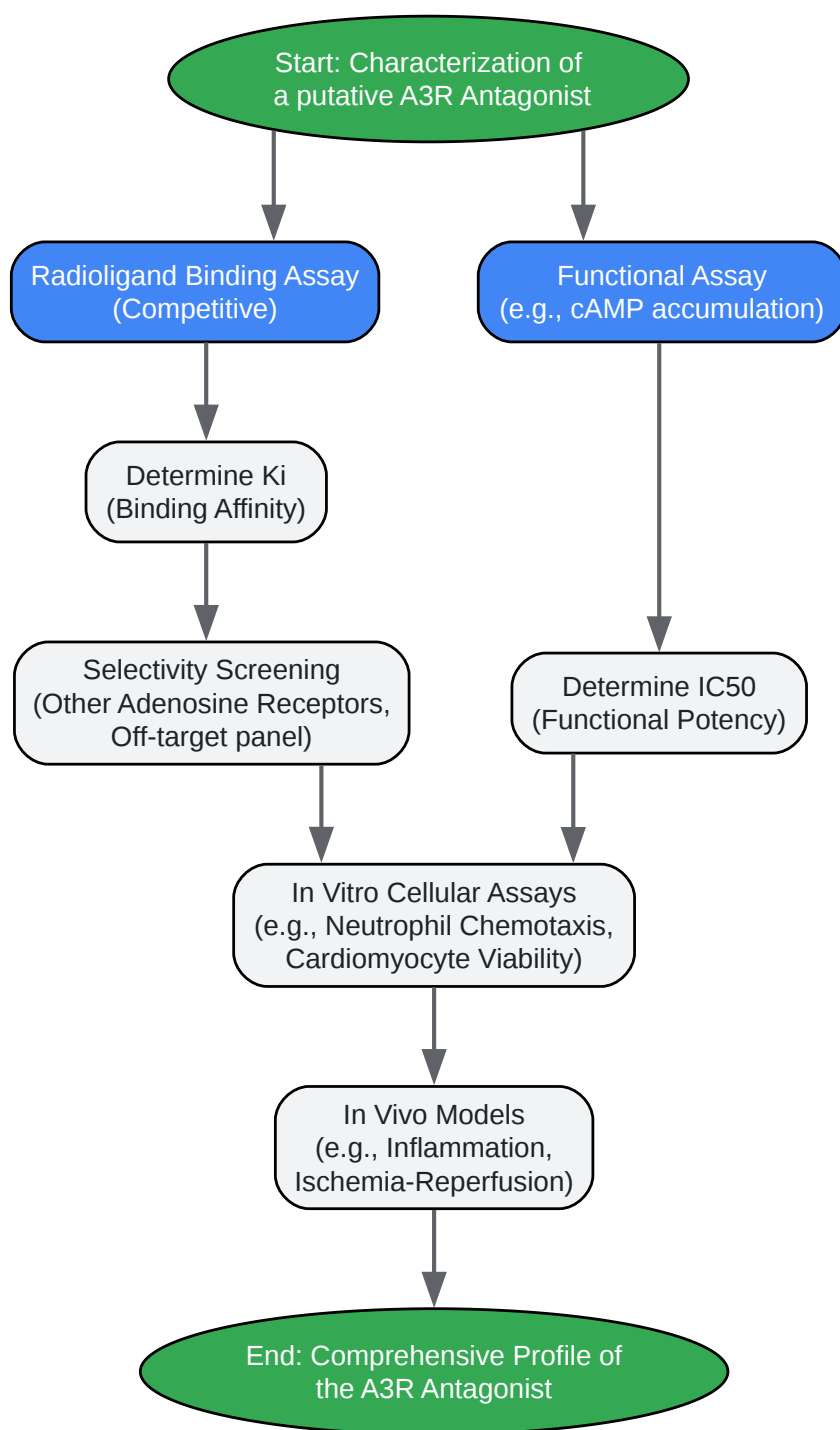 Start: Characterization of
a putative A3R Antagonist
Radioligand Binding Assay
(Competitive)
Functional Assay
(e.g., cAMP accumulation)
Determine Ki
(Binding Affinity)
Selectivity Screening
(Other Adenosine Receptors,
Off-target panel)
Determine IC50
(Functional Potency)
In Vitro Cellular Assays
(e.g., Neutrophil Chemotaxis,
Cardiomyocyte Viability)
In Vivo Models
(e.g., Inflammation,
Ischemia-Reperfusion)
End: Comprehensive Profile of
the A3R Antagonist